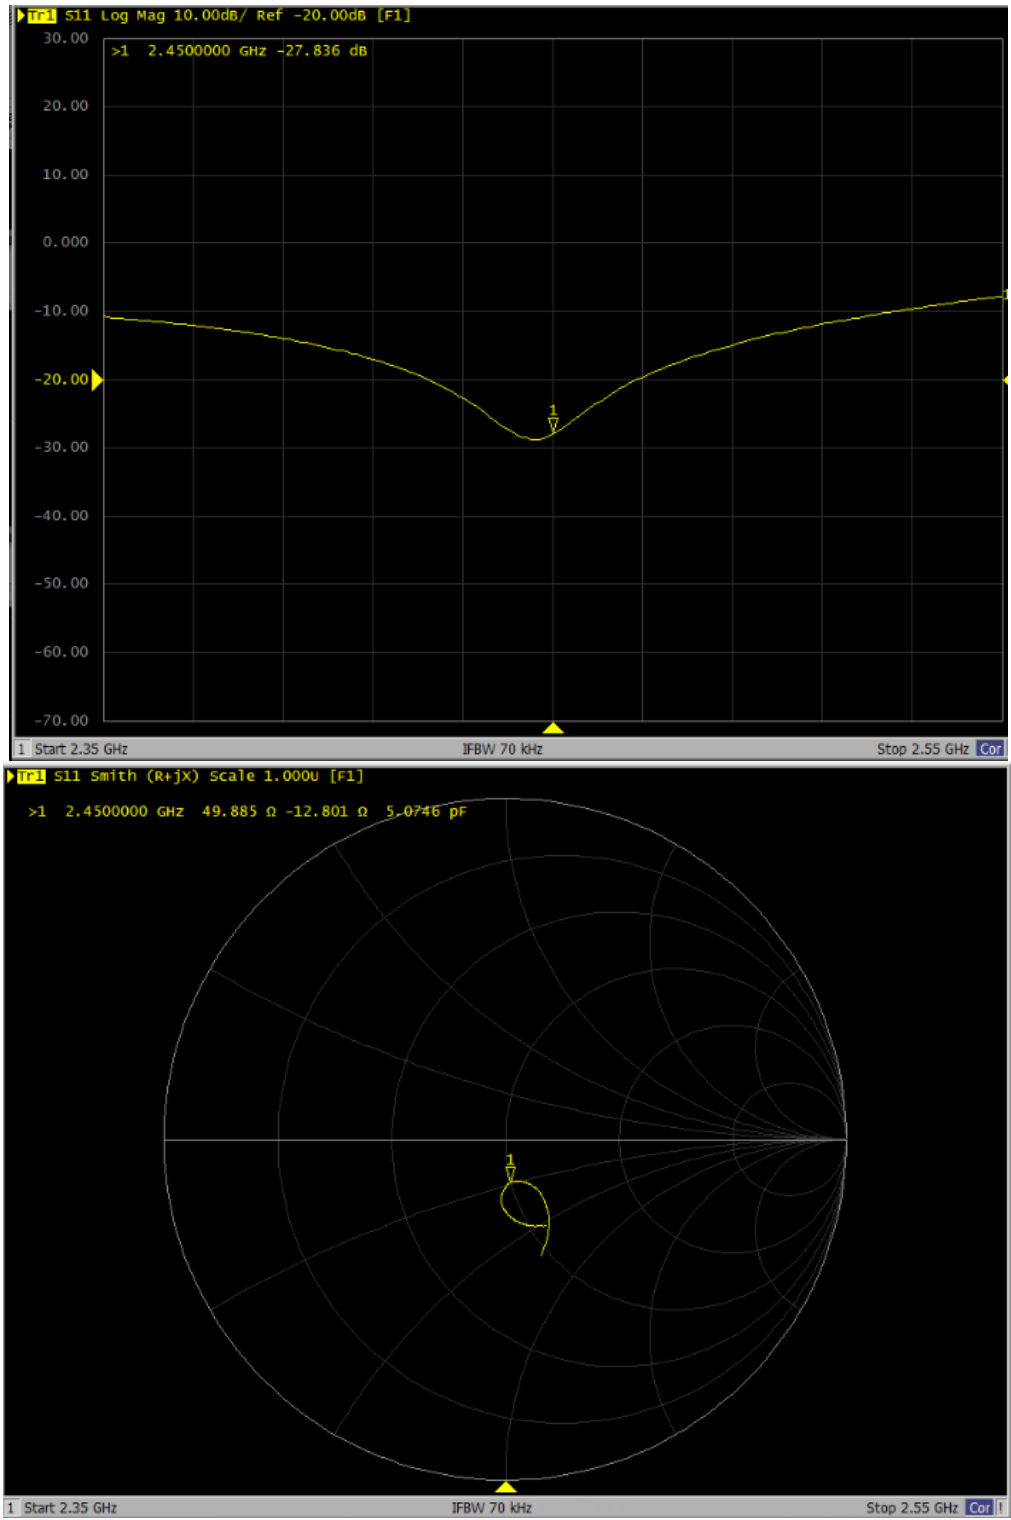 Tr1 S11 Log Mag 10.00dB/ Ref -20.00dB [F1]
30.00
>1 2.4500000 GHz -27.836 dB
20.00
10.00
0.000
-10.00
1
-20.00
1
-30.00
-40.00
-50.00
-60.00
-70.00
1 Start 2.35 GHz IFBW 70 kHz Stop 2.55 GHz Cor
Tr1 S11 Smith (R+jX) Scale 1.000U [F1]
>1 2.4500000 GHz 49.885 Ω -12.801 Ω 5.0746 pF
1
1 Start 2.35 GHz IFBW 70 kHz Stop 2.55 GHz Cor !